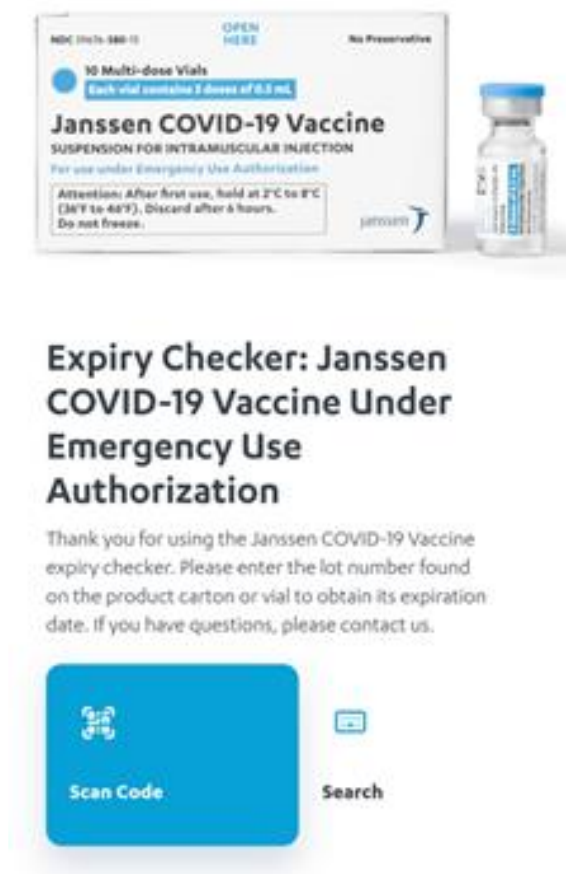 OPEN
HERE
No Preservative
10 Multi-dose Vials
Each vial contains 5 doses of 0.5 mL
Janssen COVID-19 Vaccine
SUSPENSION FOR INTRAMUSCULAR INJECTION
For use under Emergency Use Authorization
Attention: After first use, hold at 2°C to 8°C
(36°F to 46°F). Discard after 6 hours.
Do not freeze.
janssen
Expiry Checker: Janssen
COVID-19 Vaccine Under
Emergency Use
Authorization
Thank you for using the Janssen COVID-19 Vaccine
expiry checker. Please enter the lot number found
on the product carton or vial to obtain its expiration
date. If you have questions, please contact us.
Scan Code
Search